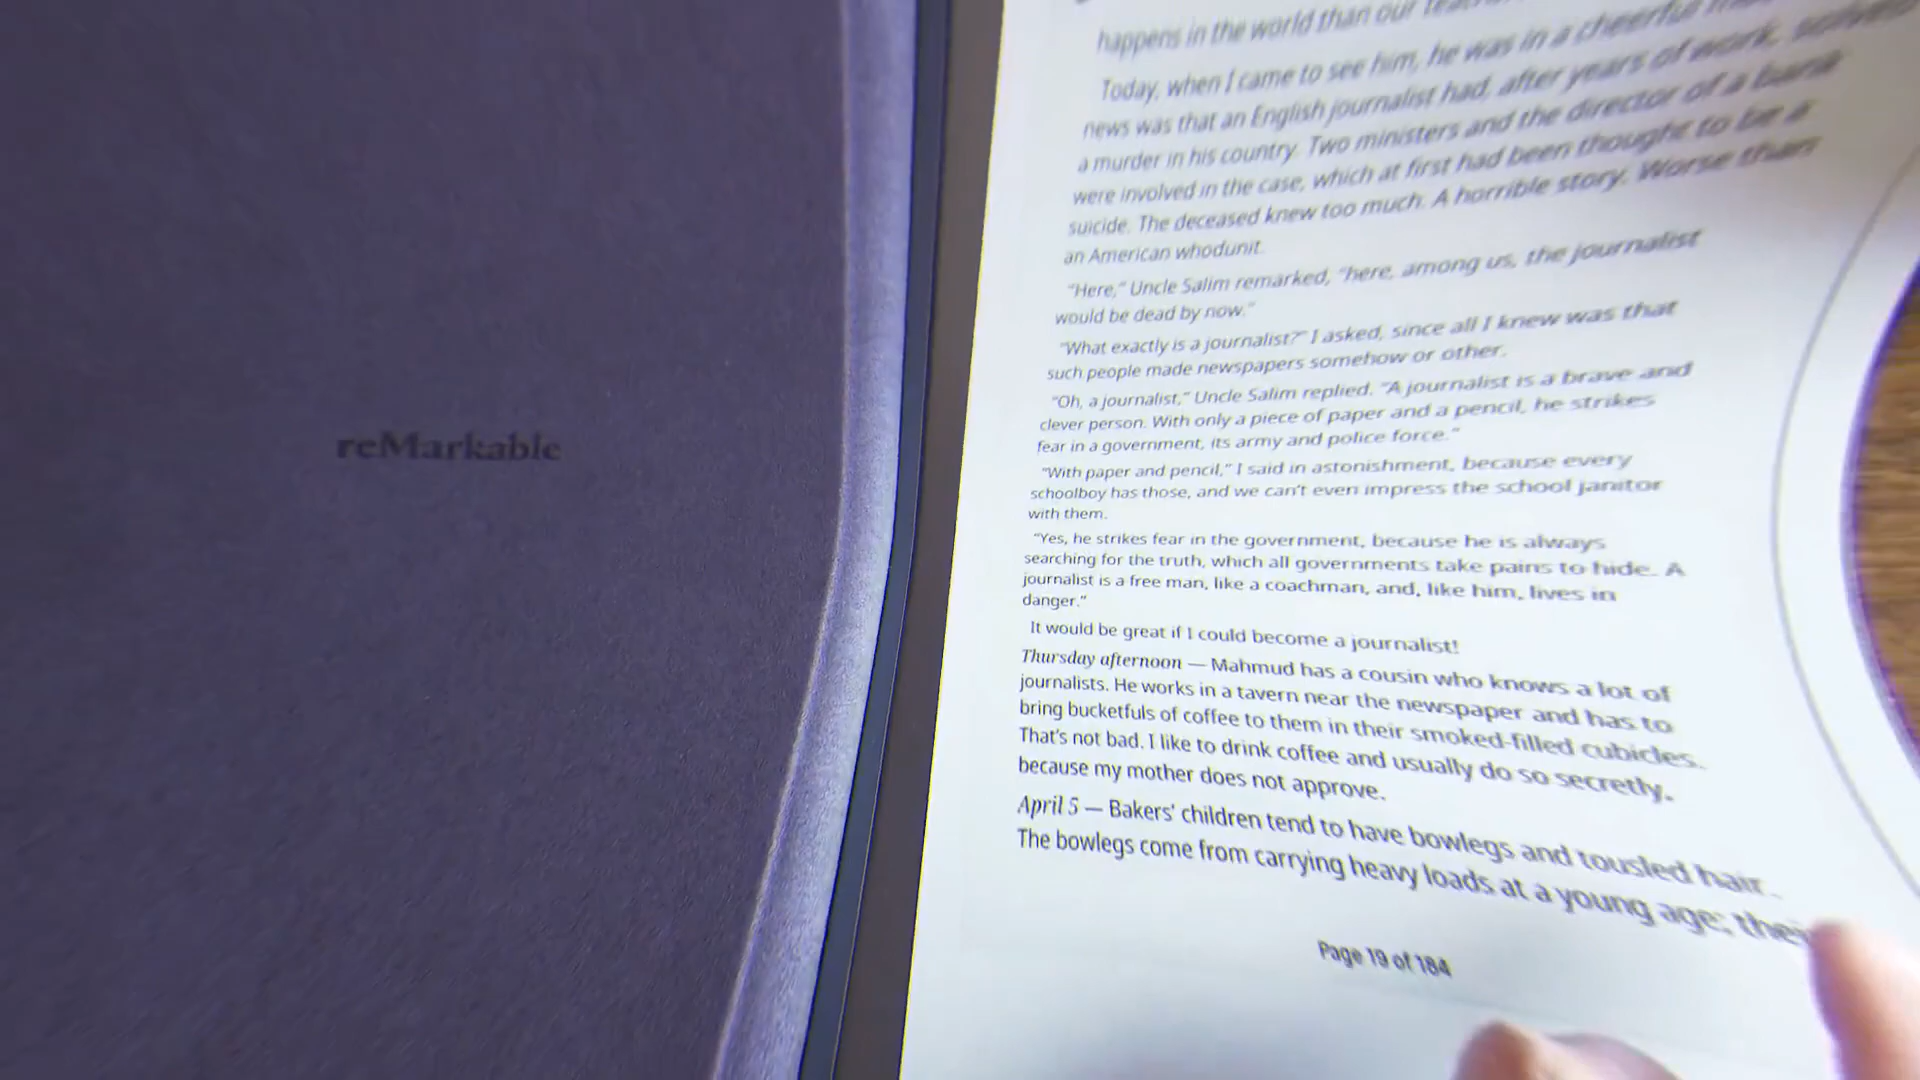 reMarkable
happens in the world than our
Today, when I came to see him, he was in a cheerful
news was that an English journalist had, after years of work,
a murder in his country. Two ministers and the director of a bank
were involved in the case, which at first had been thought to be a
suicide. The deceased knew too much. A horrible story. Worse than
an American whodunit.
"Here," Uncle Salim remarked, "here, among us, the journalist
would be dead by now."
"What exactly is a journalist?" I asked, since all I knew was that
such people made newspapers somehow or other.
"Oh, a journalist," Uncle Salim replied. "A journalist is a brave and
clever person. With only a piece of paper and a pencil, he strikes
fear in a government, its army and police force."
"With paper and pencil," I said in astonishment, because every
schoolboy has those, and we can't even impress the school janitor
with them.
"Yes, he strikes fear in the government, because he is always
searching for the truth, which all governments take pains to hide. A
journalist is a free man, like a coachman, and, like him, lives in
danger."
It would be great if I could become a journalist!
Thursday afternoon — Mahmud has a cousin who knows a lot of
journalists. He works in a tavern near the newspaper and has to
bring bucketfuls of coffee to them in their smoked-filled cubicles.
That's not bad. I like to drink coffee and usually do so secretly,
because my mother does not approve.
April 5 — Bakers' children tend to have bowlegs and tousled hair.
The bowlegs come from carrying heavy loads at a young age; their
Page 19 of 184